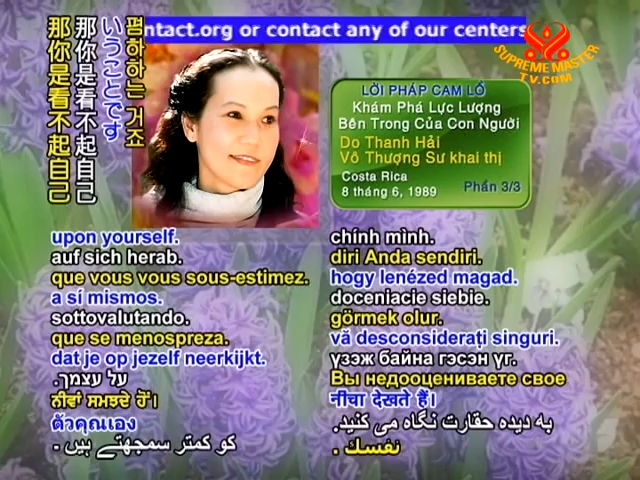 ntact.org or contact any of our centers
SUPREME MASTER
TV.COM
那你是看不起自己
那你是看不起自己
いうことです
폄하하는 거죠
LỜI PHÁP CAM LỒ
Khám Phá Lực Lượng
Bên Trong Của Con Người
Do Thanh Hải
Vô Thượng Sư khai thị
Costa Rica
8 tháng 6, 1989
Phần 3/3
upon yourself.
auf sich herab.
que vous vous sous-estimez.
a sí mismos.
sottovalutando.
que se menospreza.
dat je op jezelf neerkijkt.
על עצמך.
ਨੀਵਾਂ ਸਮਝਦੇ ਹੋਂ।
ตัวคุณเอง
کو کمتر سمجھتے ہیں ۔
chính mình.
diri Anda sendiri.
hogy lenézed magad.
doceniacie siebie.
görmek olur.
vă desconsiderați singuri.
үзэж байна гэсэн үг.
Вы недооцениваете свое
नीचा देखते हैं।
به دیده حقارت نگاه می کنید.
نفسك .